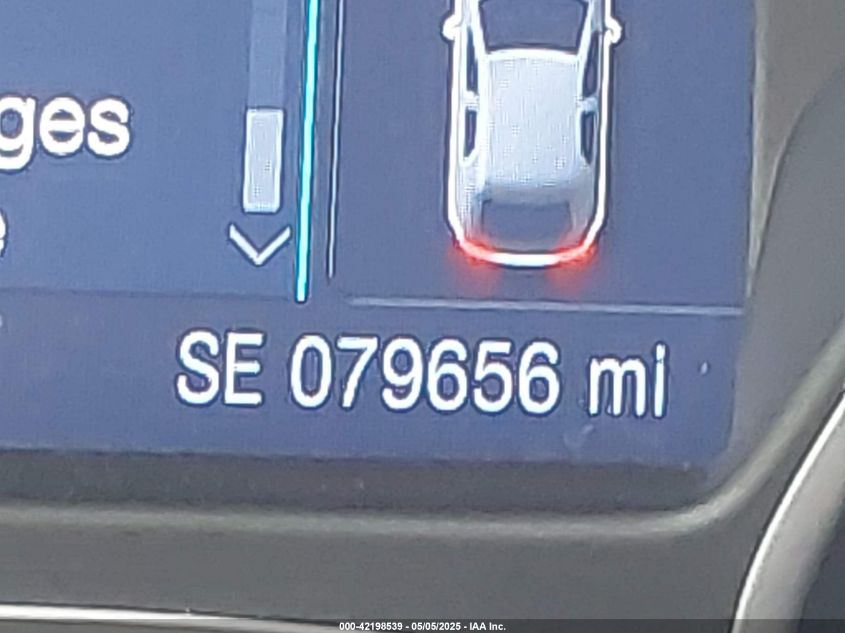 ges
e
SE 079656 mi
000-42198539 - 05/05/2025 - IAA Inc.